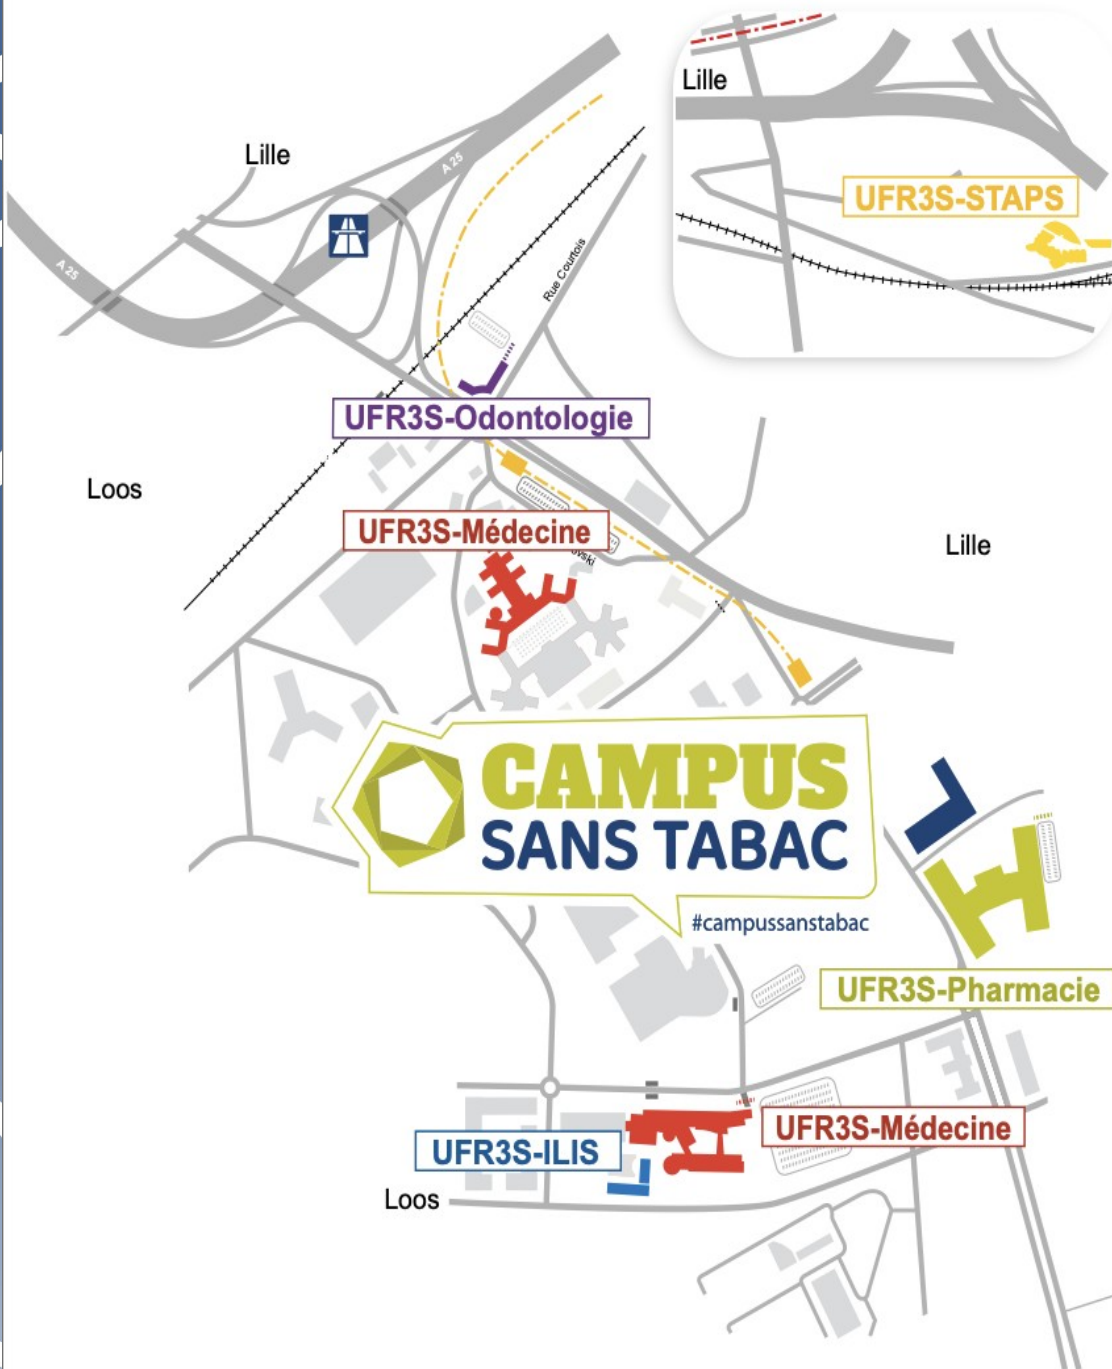 Lille
UFR3S-STAPS
Lille
A 25
A 25
Rue Courtois
UFR3S-Odontologie
Loos
UFR3S-Médecine
Lille
CAMPUS
SANS TABAC
#campussanstabac
UFR3S-Pharmacie
UFR3S-Médecine
UFR3S-ILIS
Loos